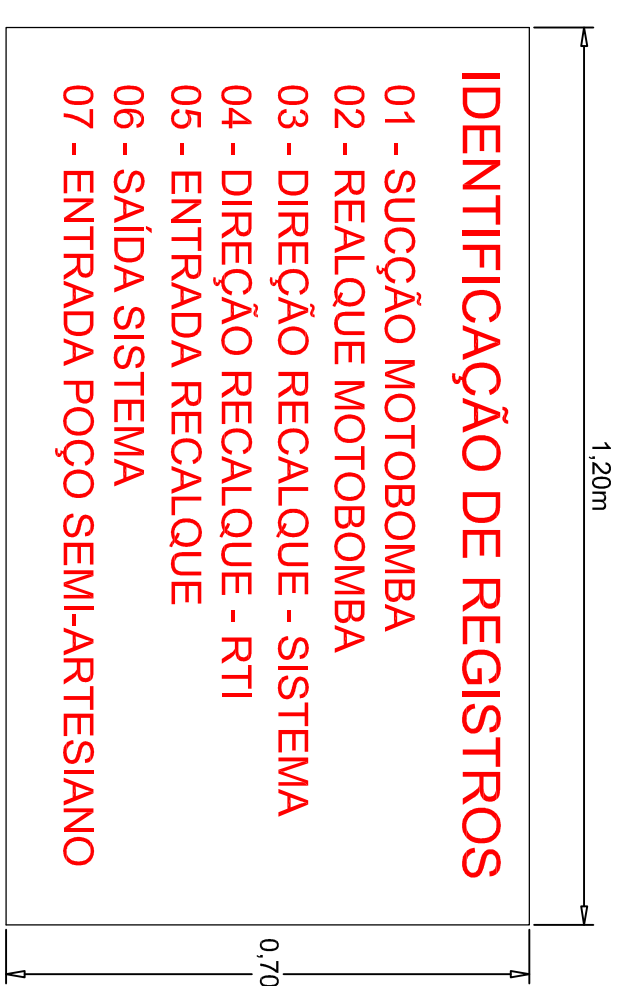 1,20m
IDENTIFICAÇÃO DE REGISTROS
01 - SUCÇÃO MOTOBOMBA
02 - REALQUE MOTOBOMBA
03 - DIREÇÃO RECALQUE - SISTEMA
04 - DIREÇÃO RECALQUE - RTI
05 - ENTRADA RECALQUE
06 - SAÍDA SISTEMA
07 - ENTRADA POÇO SEMI-ARTESIANO
0,70